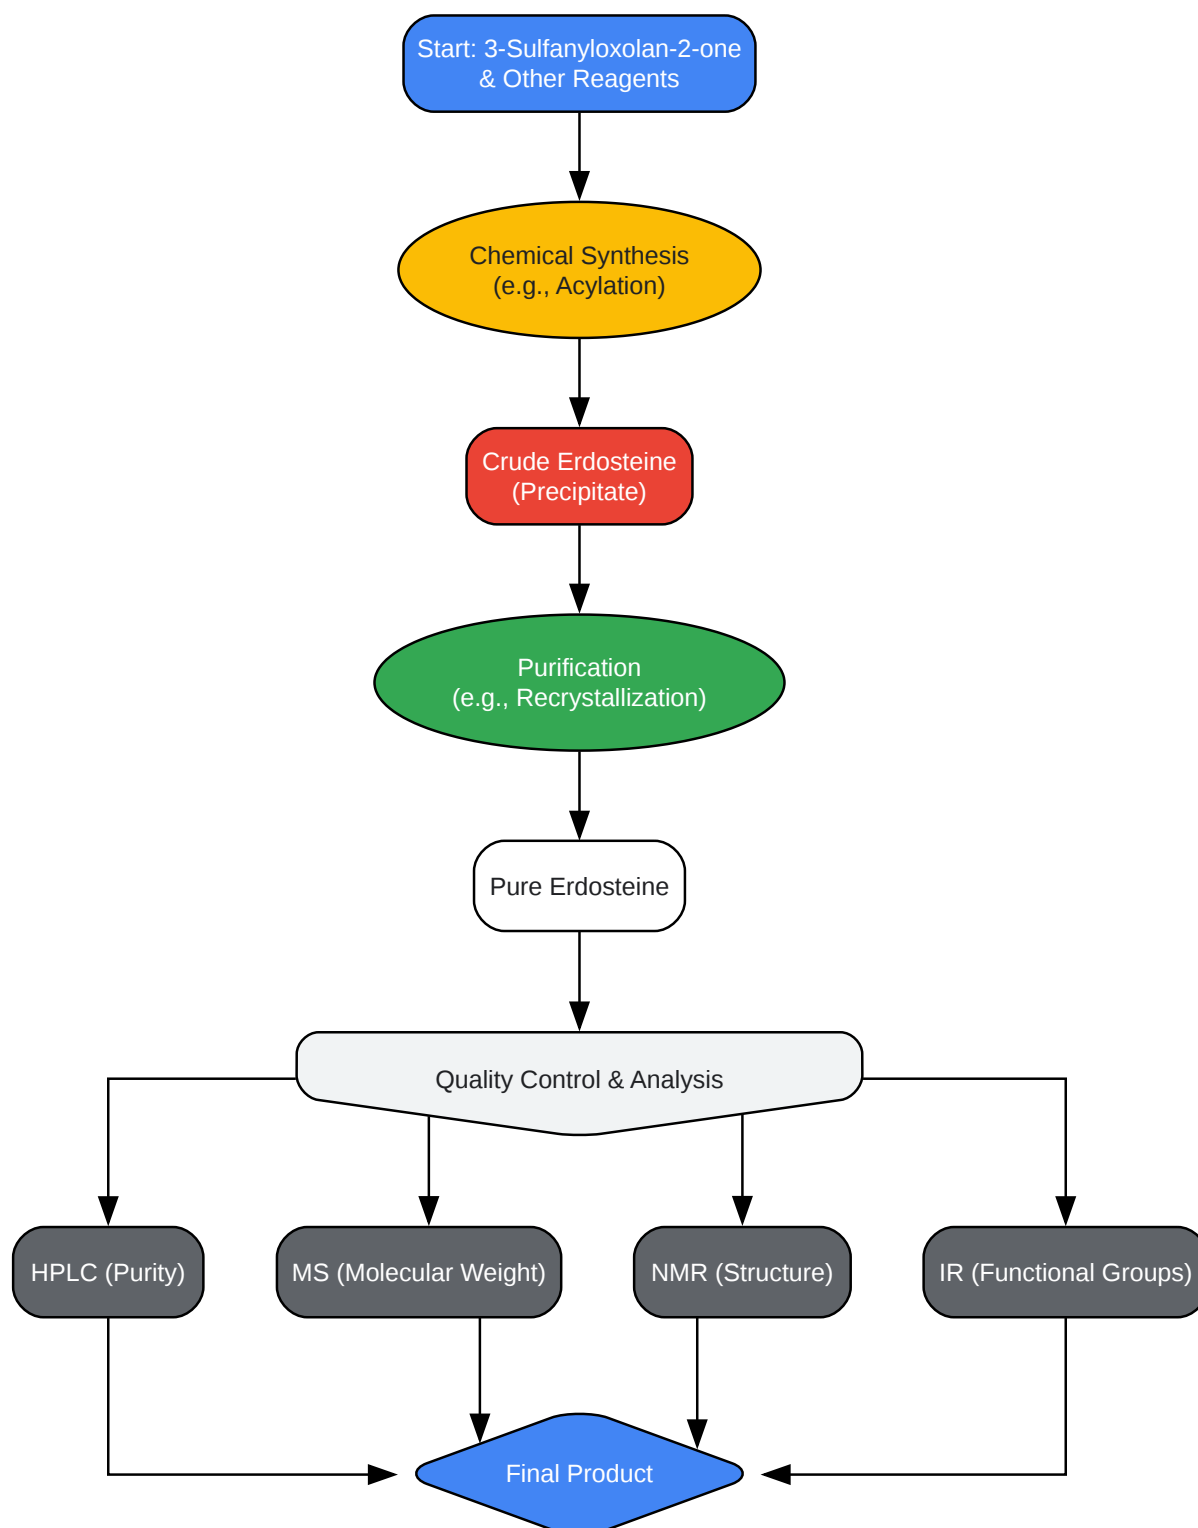 Start: 3-Sulfanyloxolan-2-one
& Other Reagents
Chemical Synthesis
(e.g., Acylation)
Crude Erdosteine
(Precipitate)
Purification
(e.g., Recrystallization)
Pure Erdosteine
Quality Control & Analysis
HPLC (Purity)
MS (Molecular Weight)
NMR (Structure)
IR (Functional Groups)
Final Product